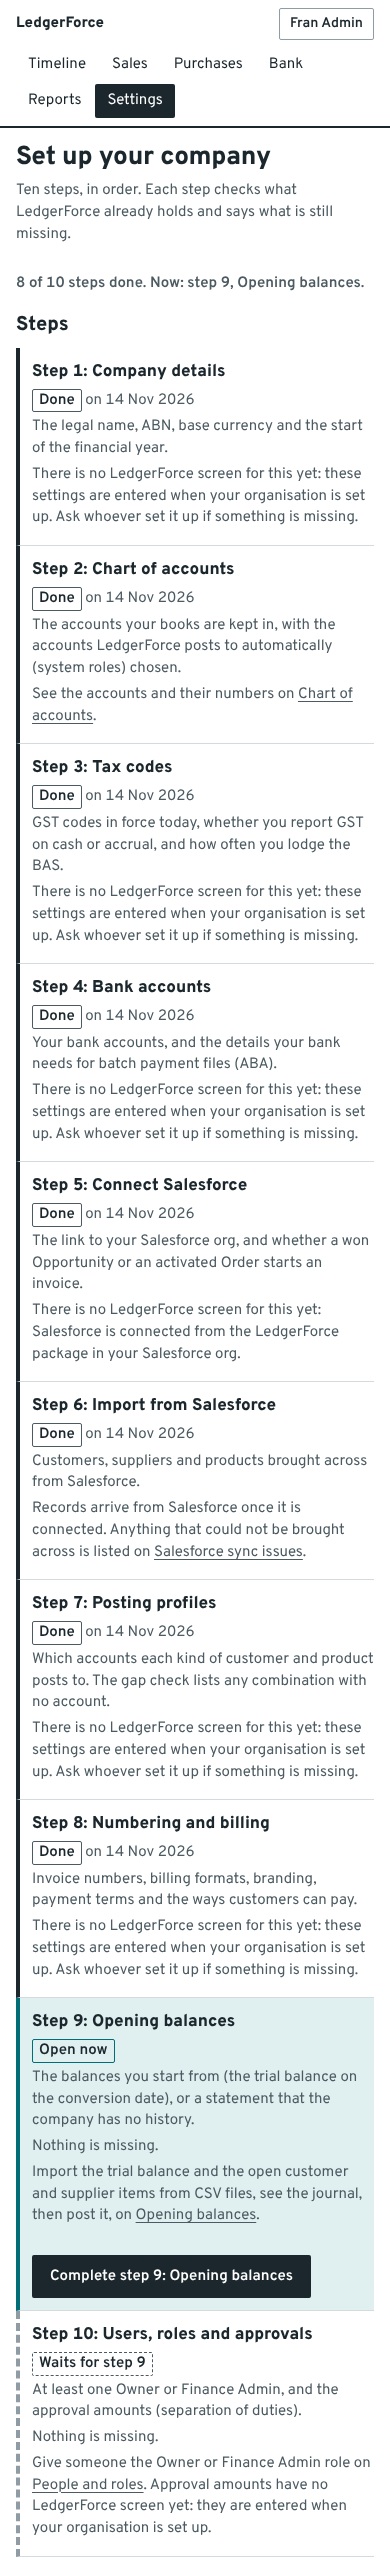 LedgerForce
Fran Admin
Timeline Sales Purchases Bank
Reports Settings
Set up your company
Ten steps, in order. Each step checks what
LedgerForce already holds and says what is still
missing.
8 of 10 steps done. Now: step 9, Opening balances.
Steps
Step 1: Company details
Done on 14 Nov 2026
The legal name, ABN, base currency and the start
of the financial year.
There is no LedgerForce screen for this yet: these
settings are entered when your organisation is set
up. Ask whoever set it up if something is missing.
Step 2: Chart of accounts
Done on 14 Nov 2026
The accounts your books are kept in, with the
accounts LedgerForce posts to automatically
(system roles) chosen.
See the accounts and their numbers on Chart of
accounts.
Step 3: Tax codes
Done on 14 Nov 2026
GST codes in force today, whether you report GST
on cash or accrual, and how often you lodge the
BAS.
There is no LedgerForce screen for this yet: these
settings are entered when your organisation is set
up. Ask whoever set it up if something is missing.
Step 4: Bank accounts
Done on 14 Nov 2026
Your bank accounts, and the details your bank
needs for batch payment files (ABA).
There is no LedgerForce screen for this yet: these
settings are entered when your organisation is set
up. Ask whoever set it up if something is missing.
Step 5: Connect Salesforce
Done on 14 Nov 2026
The link to your Salesforce org, and whether a won
Opportunity or an activated Order starts an
invoice.
There is no LedgerForce screen for this yet:
Salesforce is connected from the LedgerForce
package in your Salesforce org.
Step 6: Import from Salesforce
Done on 14 Nov 2026
Customers, suppliers and products brought across
from Salesforce.
Records arrive from Salesforce once it is
connected. Anything that could not be brought
across is listed on Salesforce sync issues.
Step 7: Posting profiles
Done on 14 Nov 2026
Which accounts each kind of customer and product
posts to. The gap check lists any combination with
no account.
There is no LedgerForce screen for this yet: these
settings are entered when your organisation is set
up. Ask whoever set it up if something is missing.
Step 8: Numbering and billing
Done on 14 Nov 2026
Invoice numbers, billing formats, branding,
payment terms and the ways customers can pay.
There is no LedgerForce screen for this yet: these
settings are entered when your organisation is set
up. Ask whoever set it up if something is missing.
Step 9: Opening balances
Open now
The balances you start from (the trial balance on
the conversion date), or a statement that the
company has no history.
Nothing is missing.
Import the trial balance and the open customer
and supplier items from CSV files, see the journal,
then post it, on Opening balances.
Complete step 9: Opening balances
Step 10: Users, roles and approvals
Waits for step 9
At least one Owner or Finance Admin, and the
approval amounts (separation of duties).
Nothing is missing.
Give someone the Owner or Finance Admin role on
People and roles. Approval amounts have no
LedgerForce screen yet: they are entered when
your organisation is set up.